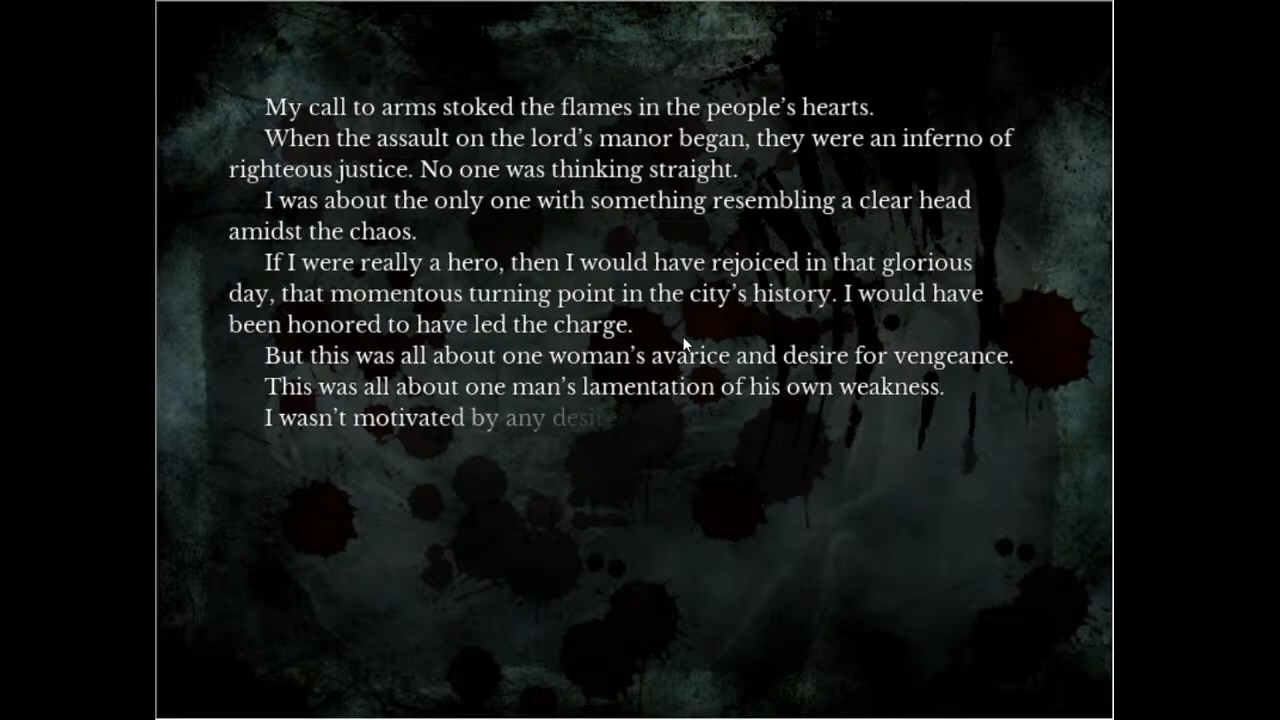 My call to arms stoked the flames in the people’s hearts.
When the assault on the lord’s manor began, they were an inferno of
righteous justice. No one was thinking straight.
I was about the only one with something resembling a clear head
amidst the chaos.
If I were really a hero, then I would have rejoiced in that glorious
day, that momentous turning point in the city’s history. I would have
been honored to have led the charge.
But this was all about one woman’s avarice and desire for vengeance.
This was all about one man’s lamentation of his own weakness.
I wasn’t motivated by any desire